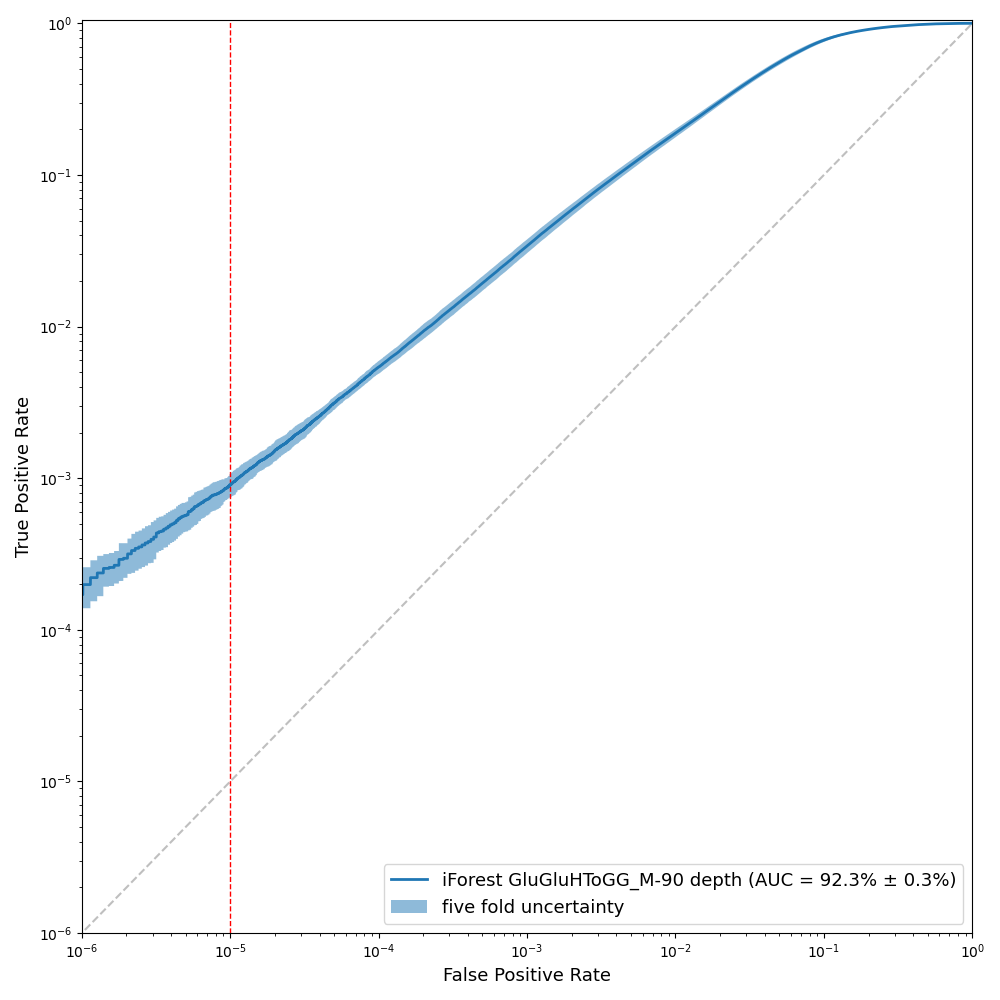 10⁰
10⁻¹
10⁻²
10⁻³
10⁻⁴
10⁻⁵
10⁻⁶
True Positive Rate
iForest GluGluHToGG_M-90 depth (AUC = 92.3% ± 0.3%)
five fold uncertainty
10⁻⁶ 10⁻⁵ 10⁻⁴ 10⁻³ 10⁻² 10⁻¹ 10⁰
False Positive Rate